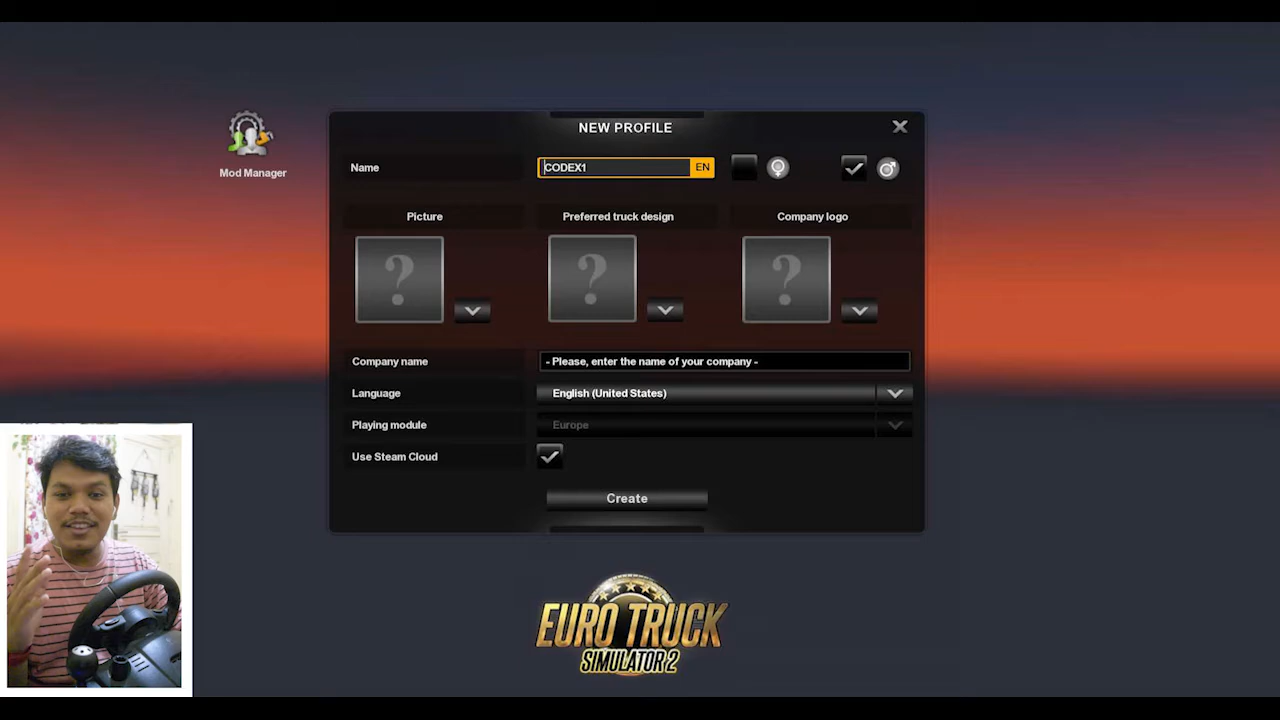 NEW PROFILE
Mod Manager
Name
CODEX1
EN
Picture
Preferred truck design
Company logo
?
?
?
Company name
- Please, enter the name of your company -
Language
English (United States)
Playing module
Europe
Use Steam Cloud
Create
EURO TRUCK
SIMULATOR 2